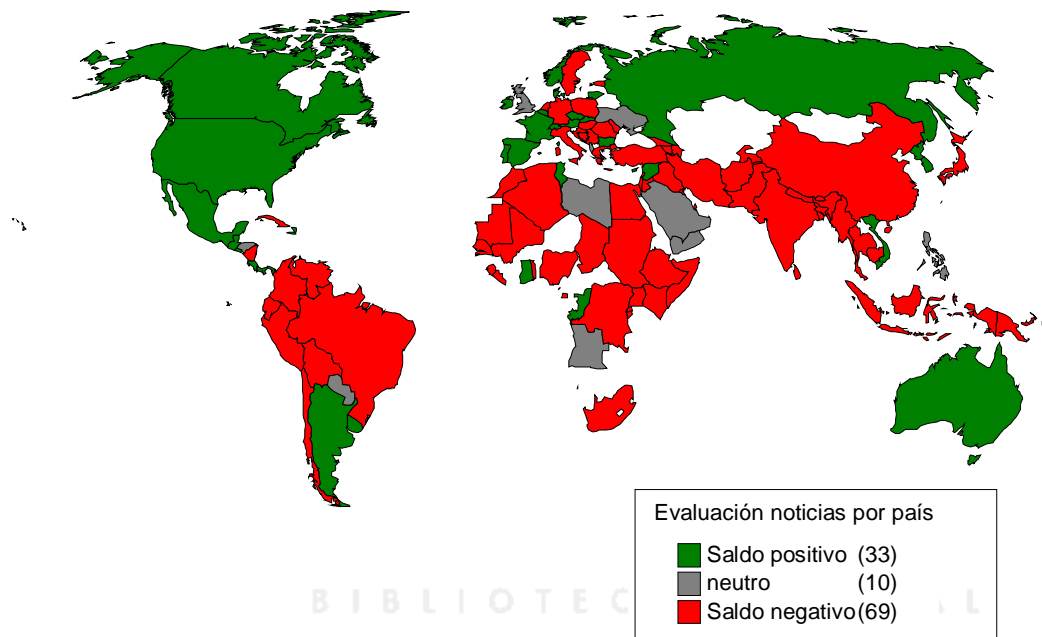 Evaluación noticias por país
Saldo positivo (33)
neutro (10)
Saldo negativo (69)